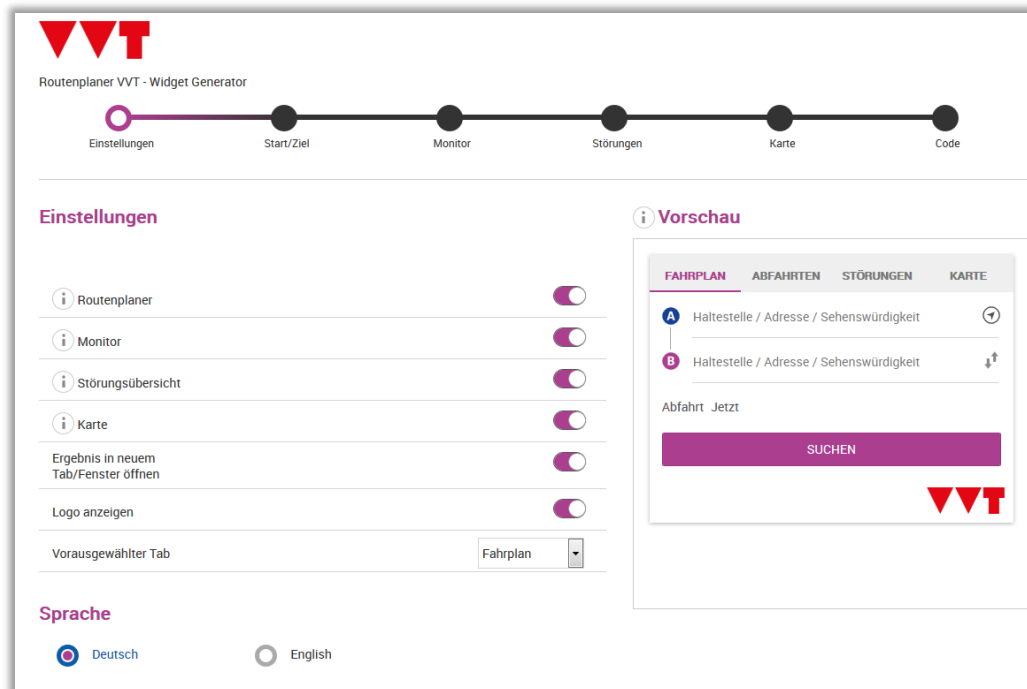 VVT
Routenplaner VVT - Widget Generator
Einstellungen
Start/Ziel
Monitor
Störungen
Karte
Code
Einstellungen
Routenplaner
Monitor
Störungsübersicht
Karte
Ergebnis in neuem
Tab/Fenster öffnen
Logo anzeigen
Vorausgewählter Tab
Fahrplan
Sprache
Deutsch
English
Vorschau
FAHRPLAN ABFAHRTEN STÖRUNGEN KARTE
A Haltestelle / Adresse / Sehenswürdigkeit
B Haltestelle / Adresse / Sehenswürdigkeit
Abfahrt Jetzt
SUCHEN
VVT